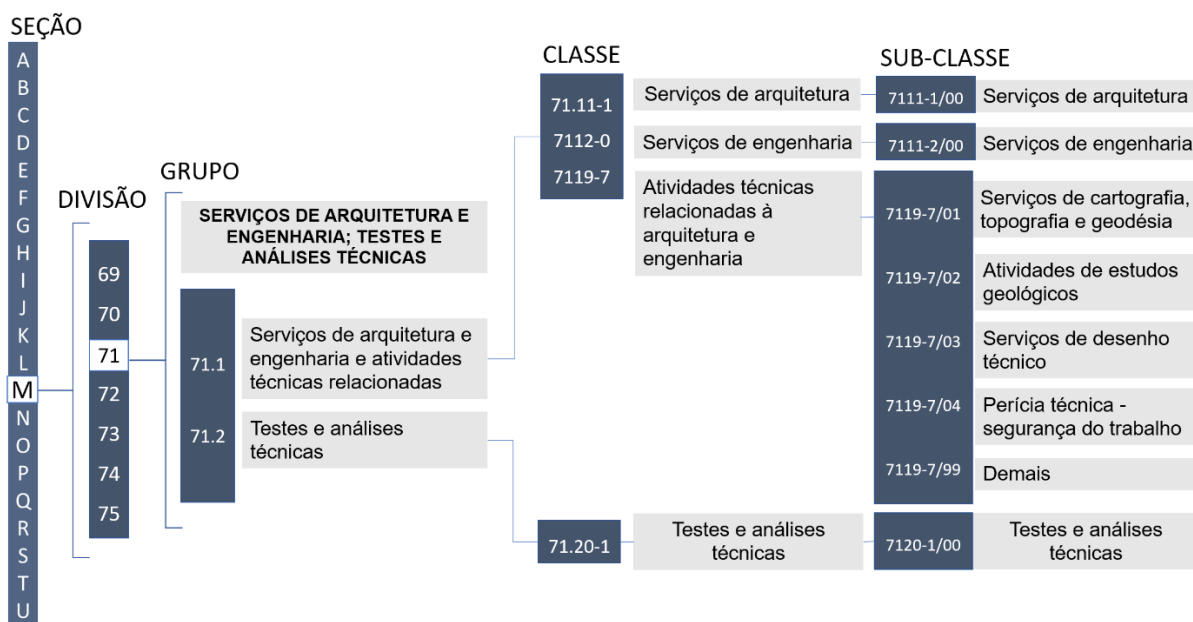 SEÇÃO
A
B
C
D
E
F
G
H
I
J
K
L
M
N
O
P
Q
R
S
T
U
DIVISÃO
69
70
71
72
73
74
75
GRUPO
SERVIÇOS DE ARQUITETURA E
ENGENHARIA; TESTES E
ANÁLISES TÉCNICAS
71.1
Serviços de arquitetura e
engenharia e atividades
técnicas relacionadas
71.2
Testes e análises
técnicas
CLASSE
71.11-1
Serviços de arquitetura
7112-0
Serviços de engenharia
7119-7
Atividades técnicas
relacionadas à
arquitetura e
engenharia
71.20-1
Testes e análises
técnicas
SUB-CLASSE
7111-1/00
Serviços de arquitetura
7111-2/00
Serviços de engenharia
7119-7/01
Serviços de cartografia,
topografia e geodésia
7119-7/02
Atividades de estudos
geológicos
7119-7/03
Serviços de desenho
técnico
7119-7/04
Perícia técnica -
segurança do trabalho
7119-7/99
Demais
7120-1/00
Testes e análises
técnicas